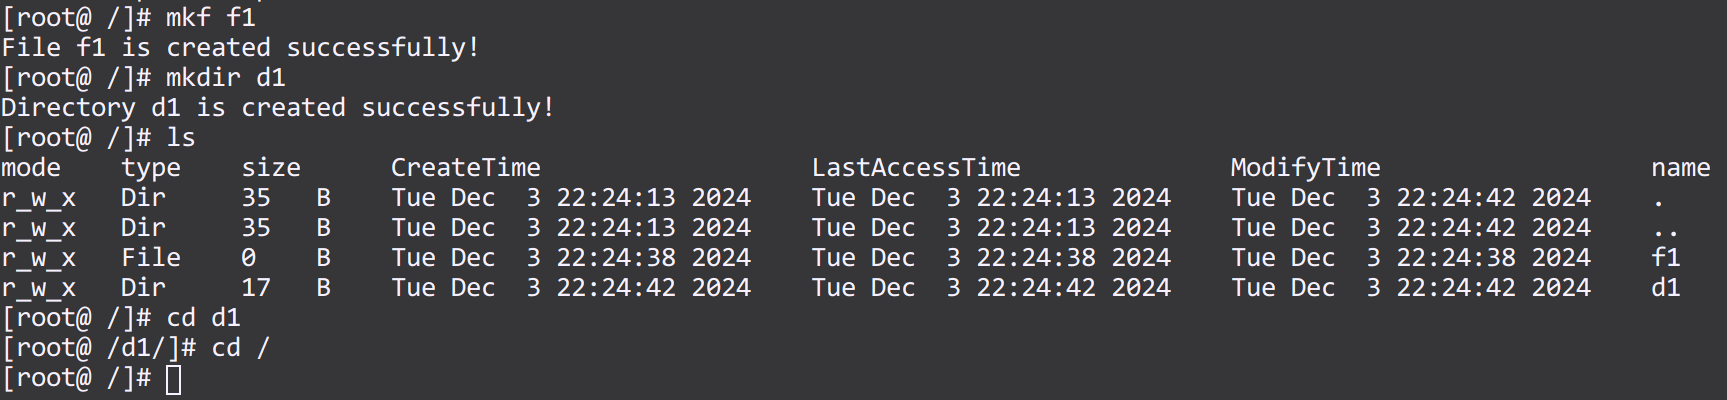 [root@ /]# mkf f1
File f1 is created successfully!
[root@ /]# mkdir d1
Directory d1 is created successfully!
[root@ /]# ls
mode    type    size      CreateTime                  LastAccessTime              ModifyTime                  name
r_w_x   Dir     35   B    Tue Dec  3 22:24:13 2024    Tue Dec  3 22:24:13 2024    Tue Dec  3 22:24:42 2024    .
r_w_x   Dir     35   B    Tue Dec  3 22:24:13 2024    Tue Dec  3 22:24:13 2024    Tue Dec  3 22:24:42 2024    ..
r_w_x   File    0    B    Tue Dec  3 22:24:38 2024    Tue Dec  3 22:24:38 2024    Tue Dec  3 22:24:38 2024    f1
r_w_x   Dir     17   B    Tue Dec  3 22:24:42 2024    Tue Dec  3 22:24:42 2024    Tue Dec  3 22:24:42 2024    d1
[root@ /]# cd d1
[root@ /d1/]# cd /
[root@ /]#